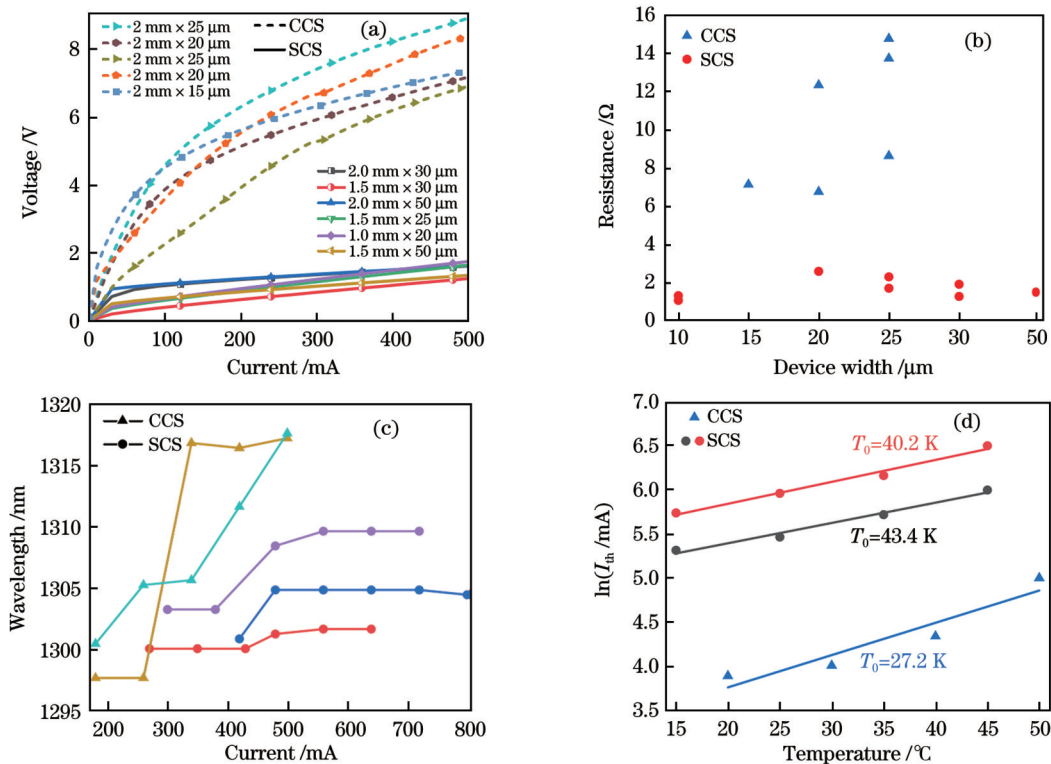 (a)
CCS
SCS
2 mm × 25 μm
2 mm × 20 μm
2 mm × 25 μm
2 mm × 20 μm
2 mm × 15 μm
2.0 mm × 30 μm
1.5 mm × 30 μm
2.0 mm × 50 μm
1.5 mm × 25 μm
1.0 mm × 20 μm
1.5 mm × 50 μm
Voltage /V
8
6
4
2
0
0 100 200 300 400 500
Current /mA
(b)
CCS
SCS
Resistance /Ω
16
14
12
10
8
6
4
2
0
10 15 20 25 30 50
Device width /μm
(c)
CCS
SCS
Wavelength /nm
1320
1315
1310
1305
1300
1295
200 300 400 500 600 700 800
Current /mA
(d)
CCS
SCS
T₀=40.2 K
T₀=43.4 K
T₀=27.2 K
ln(Ith /mA)
7.0
6.5
6.0
5.5
5.0
4.5
4.0
3.5
15 20 25 30 35 40 45 50
Temperature /℃